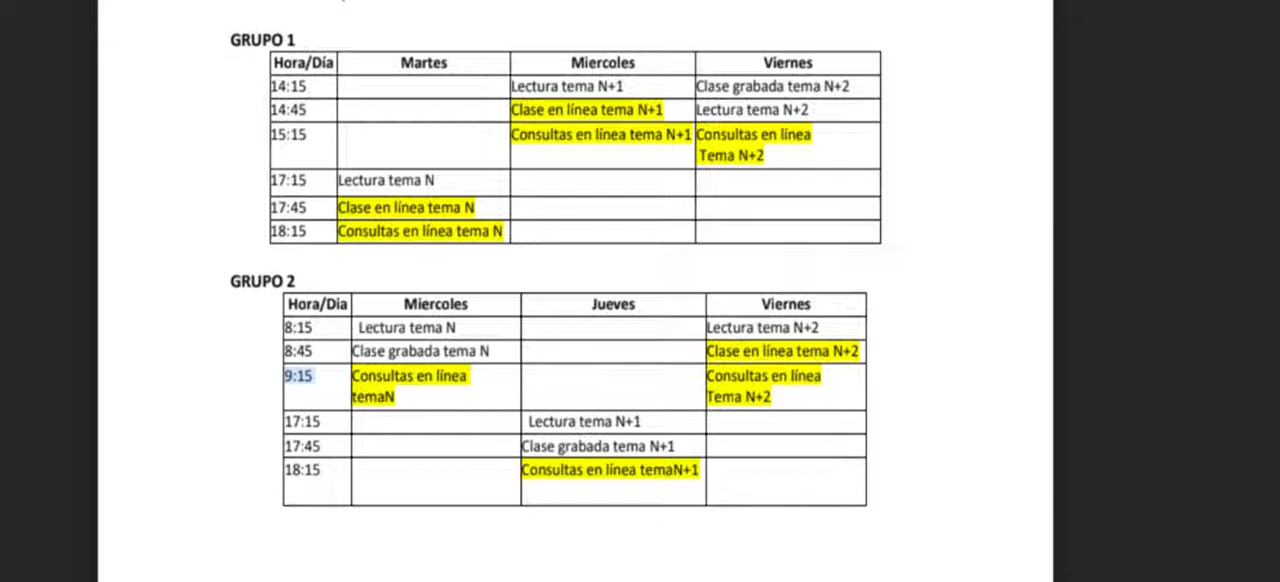 GRUPO 1
Hora/Día Martes Miercoles Viernes
14:15 Lectura tema N+1 Clase grabada tema N+2
14:45 Clase en línea tema N+1 Lectura tema N+2
15:15 Consultas en línea tema N+1 Consultas en línea
Tema N+2
17:15 Lectura tema N
17:45 Clase en línea tema N
18:15 Consultas en línea tema N
GRUPO 2
Hora/Dia Miercoles Jueves Viernes
8:15 Lectura tema N Lectura tema N+2
8:45 Clase grabada tema N Clase en línea tema N+2
9:15 Consultas en línea Consultas en línea
temaN Tema N+2
17:15 Lectura tema N+1
17:45 Clase grabada tema N+1
18:15 Consultas en línea temaN+1